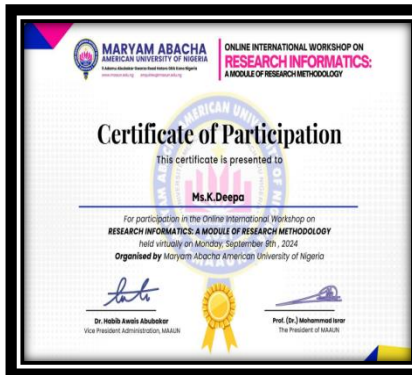 MARYAM ABACHA
AMERICAN UNIVERSITY OF NIGERIA
ONLINE INTERNATIONAL WORKSHOP ON
RESEARCH INFORMATICS:
A MODULE OF RESEARCH METHODOLOGY
Certificate of Participation
This certificate is presented to
Ms.K.Deepa
For participation in the Online International Workshop on
RESEARCH INFORMATICS: A MODULE OF RESEARCH METHODOLOGY
held virtually on Monday, September 9th , 2024
Organised by Maryam Abacha American University of Nigeria
Dr. Habib Awais Abubakar
Vice President Administration, MAAUN
Prof. (Dr.) Mohammad Israr
The President of MAAUN